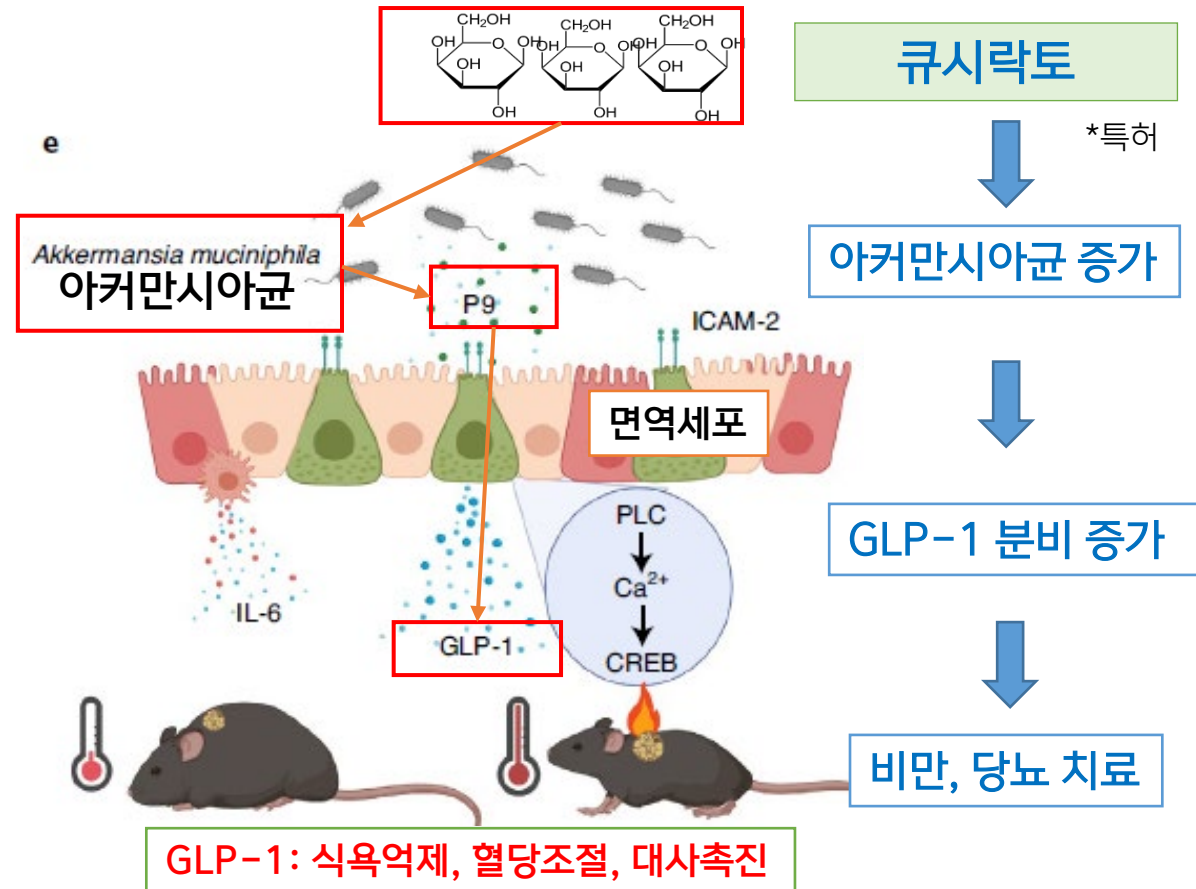 CH₂OH
CH₂OH
CH₂OH
OH
O
OH
OH
O
OH
OH
O
OH
OH
OH
OH
OH
OH
OH
큐시락토
*특허
e
Akkermansia muciniphila
아커만시아균
아커만시아균 증가
P9
ICAM-2
면역세포
PLC
Ca²⁺
CREB
GLP-1 분비 증가
IL-6
GLP-1
비만, 당뇨 치료
GLP-1: 식욕억제, 혈당조절, 대사촉진